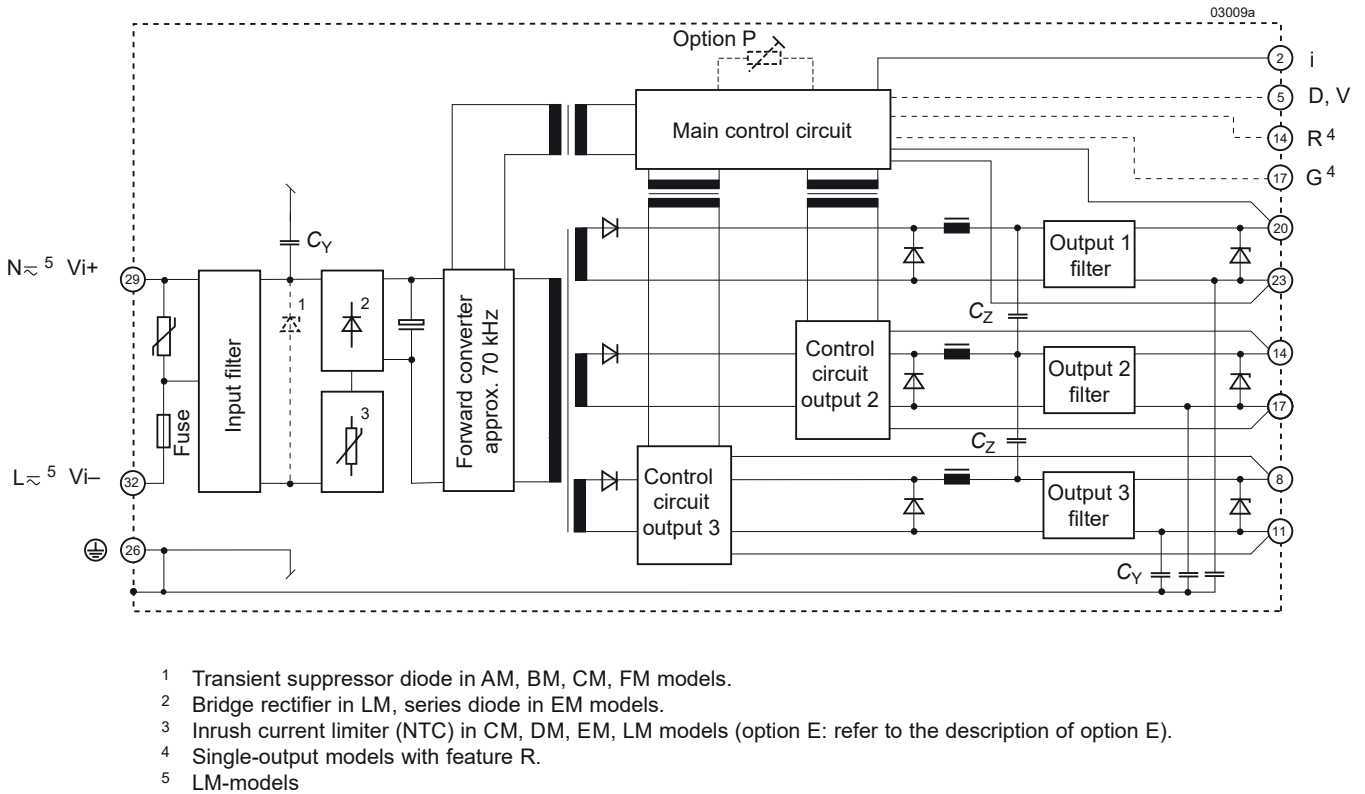 03009a
Option P
2 i
5 D, V
Main control circuit
14 R 4
17 G 4
20
CY
Output 1
filter
N≂ 5 Vi+
29
23
1
2
CZ
Input filter
Forward converter
approx. 70 kHz
Control
circuit
output 2
14
Output 2
filter
17
3
Fuse
CZ
L≂ 5 Vi–
32
Control
circuit
output 3
8
Output 3
filter
11
26
CY
1 Transient suppressor diode in AM, BM, CM, FM models.
2 Bridge rectifier in LM, series diode in EM models.
3 Inrush current limiter (NTC) in CM, DM, EM, LM models (option E: refer to the description of option E).
4 Single-output models with feature R.
5 LM-models